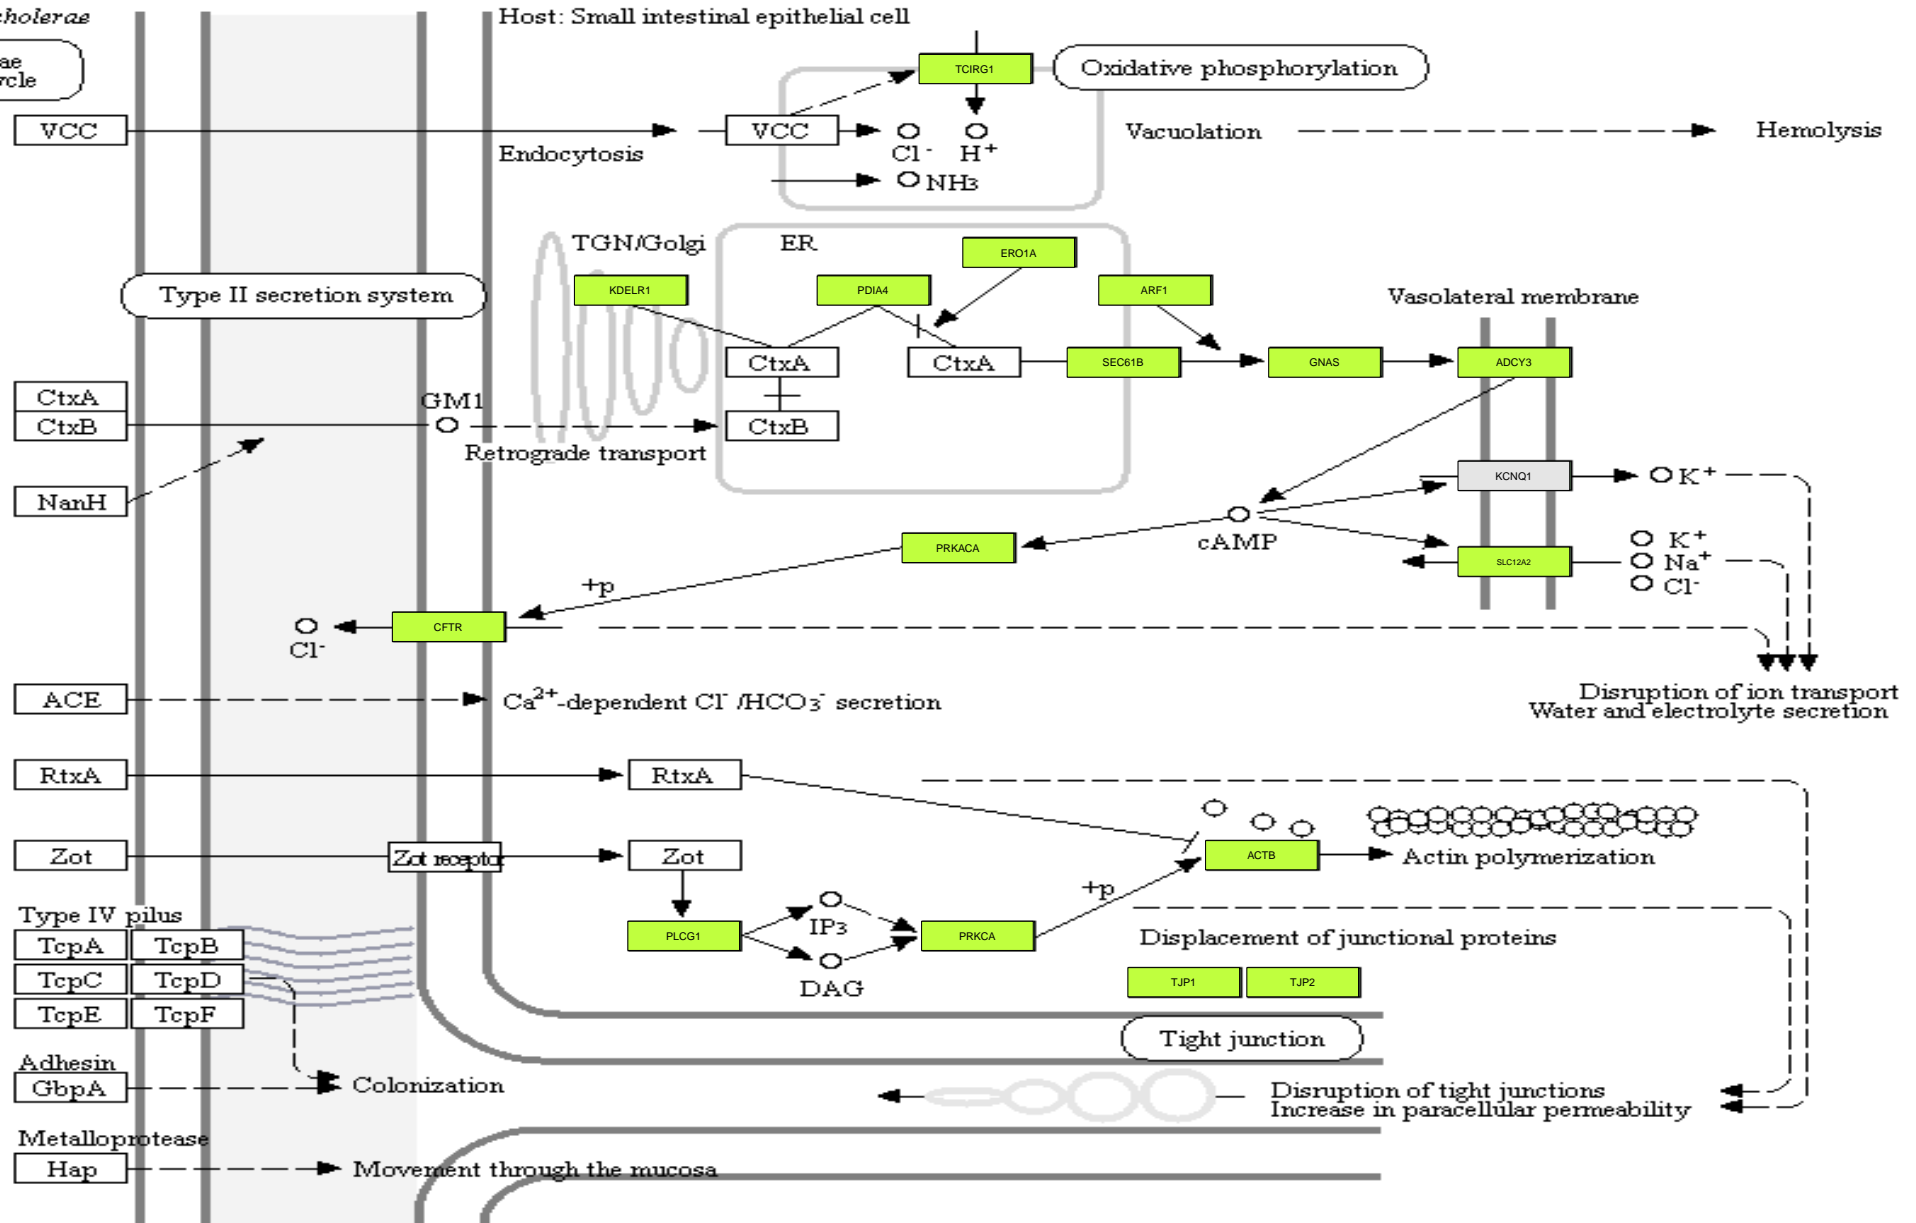 cholerae
Host: Small intestinal epithelial cell
ae
ycle
TCIRG1
Oxidative phosphorylation
VCC
VCC
Cl-
H+
Vacuolation
Hemolysis
Endocytosis
NH3
TGN/Golgi
ER
ERO1A
Type II secretion system
KDELR1
PDIA4
ARF1
Vasolateral membrane
CtxA
CtxA
SEC61B
GNAS
ADCY3
CtxA
CtxB
GM1
CtxB
Retrograde transport
NanH
KCNQ1
K+
cAMP
PRKACA
SLC12A2
K+
Na+
Cl-
+p
CFTR
Cl-
ACE
Ca2+-dependent Cl- /HCO3- secretion
Disruption of ion transport
Water and electrolyte secretion
RtxA
RtxA
Zot
Zot receptor
Zot
ACTB
Actin polymerization
+p
Type IV pilus
TcpA
TcpB
TcpC
TcpD
TcpE
TcpF
PLCG1
IP3
DAG
PRKCA
Displacement of junctional proteins
TJP1
TJP2
Tight junction
Adhesin
GbpA
Colonization
Disruption of tight junctions
Increase in paracellular permeability
Metalloprotease
Hap
Movement through the mucosa